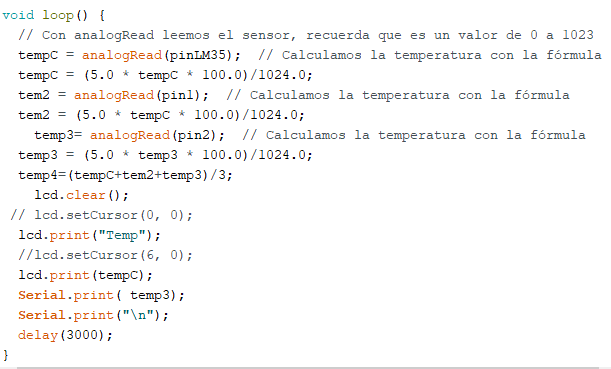 void loop() {
// Con analogRead leemos el sensor, recuerda que es un valor de 0 a 1023
tempC = analogRead(pinLM35);  // Calculamos la temperatura con la fórmula
tempC = (5.0 * tempC * 100.0)/1024.0;
tem2 = analogRead(pin1);  // Calculamos la temperatura con la fórmula
tem2 = (5.0 * tempC * 100.0)/1024.0;
temp3= analogRead(pin2);  // Calculamos la temperatura con la fórmula
temp3 = (5.0 * temp3 * 100.0)/1024.0;
temp4=(tempC+tem2+temp3)/3;
lcd.clear();
// lcd.setCursor(0, 0);
lcd.print("Temp");
//lcd.setCursor(6, 0);
lcd.print(tempC);
Serial.print( temp3);
Serial.print("\n");
delay(3000);
}